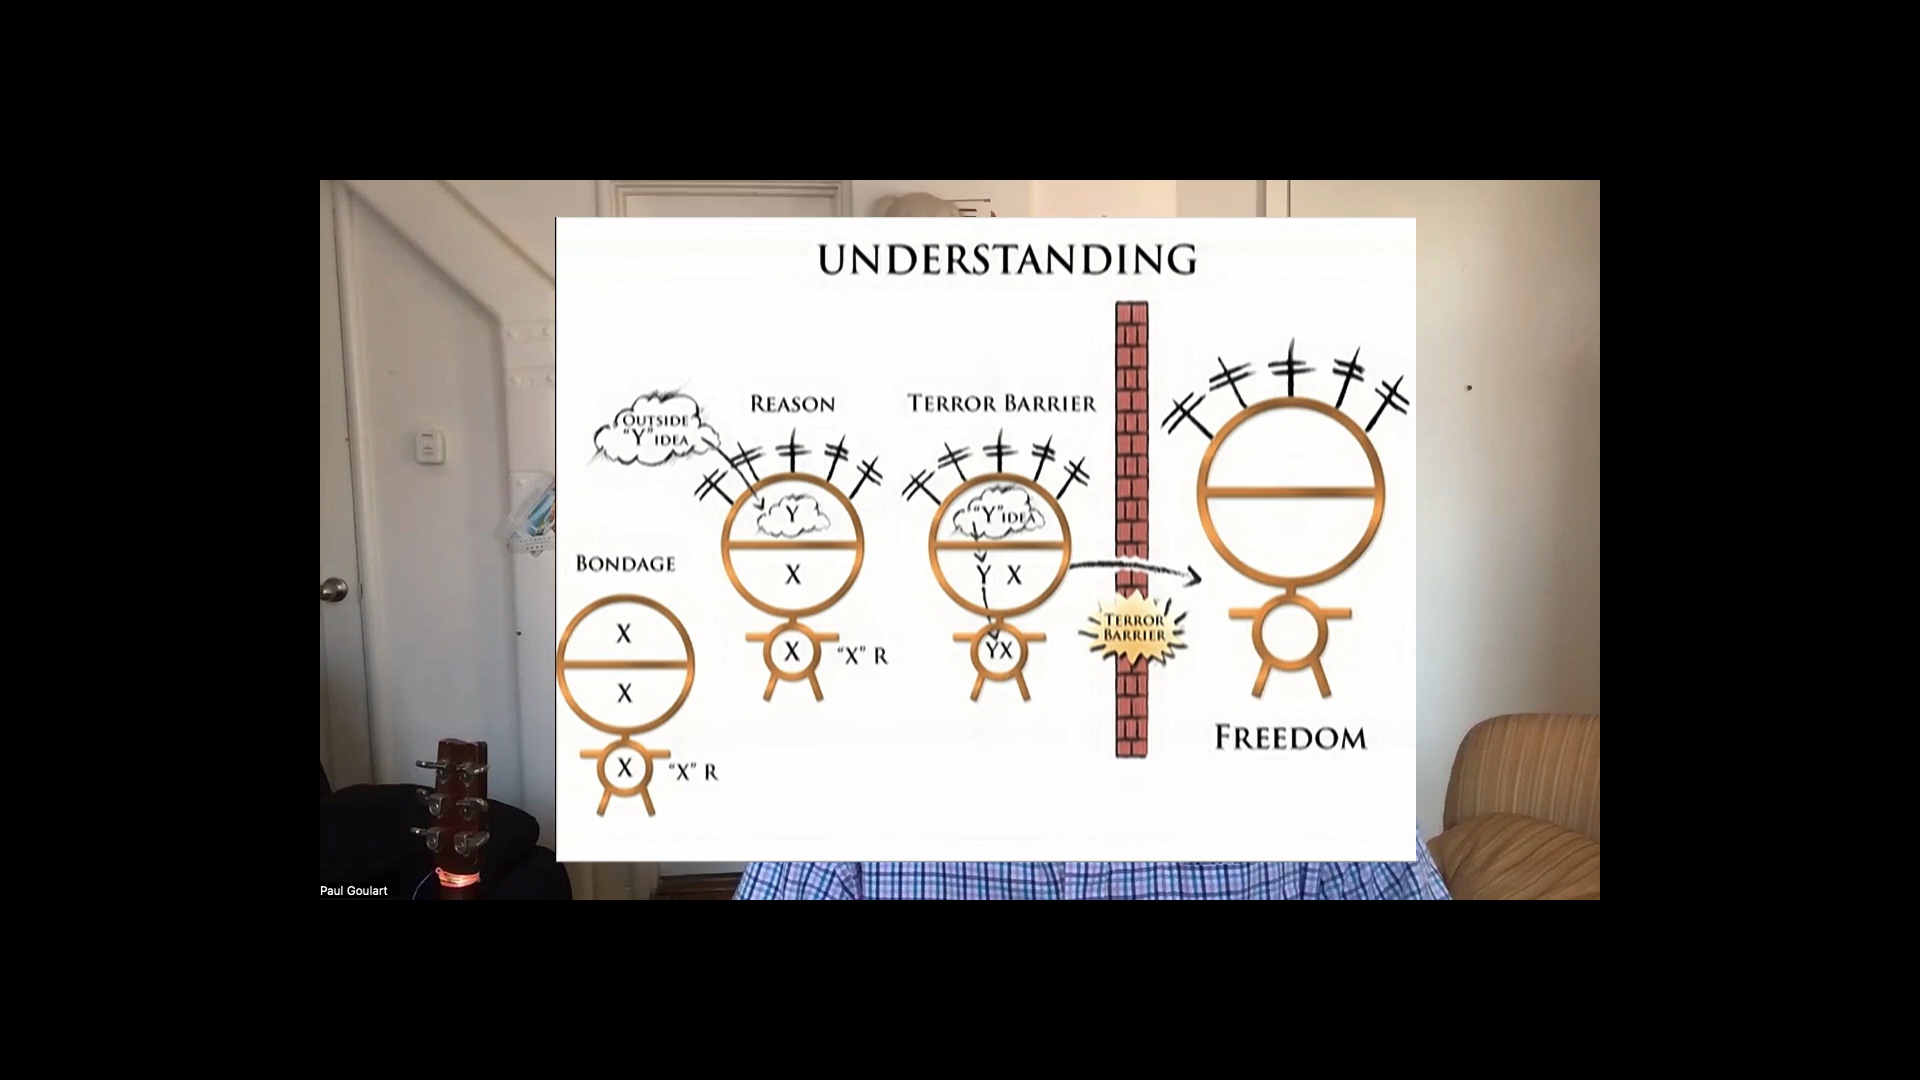 UNDERSTANDING
OUTSIDE
"Y" IDEA
REASON
Y
X
X
"X" R
TERROR BARRIER
"Y" IDEA
Y X
YX
TERROR
BARRIER
BONDAGE
X
X
X
"X" R
FREEDOM
Paul Goulart